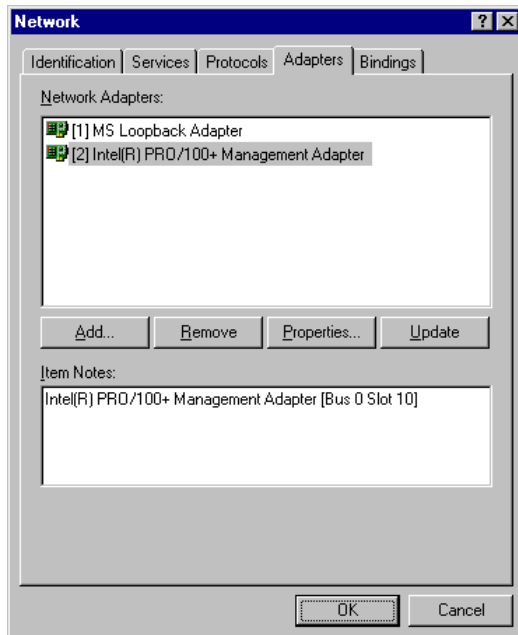 Network
Identification Services Protocols Adapters Bindings
Network Adapters:
[1] MS Loopback Adapter
[2] Intel(R) PRO/100+ Management Adapter
Add... Remove Properties... Update
Item Notes:
Intel(R) PRO/100+ Management Adapter [Bus 0 Slot 10]
OK Cancel